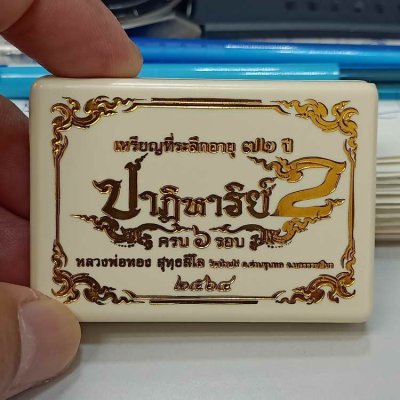 เหรียญที่ระลึกอายุ ๗๒ ปี
ปาฏิหาริย์ 2
ครบ ๖ รอบ
หลวงพ่อทอง สุทธสีโล
๒๕๖๔